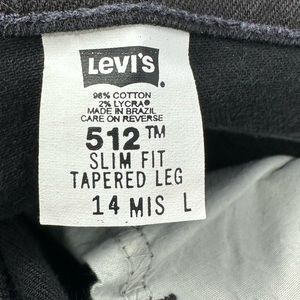 LEVI'S
98% COTTON
2% LYCRA®
MADE IN BRAZIL
CARE ON REVERSE
512™
SLIM FIT
TAPERED LEG
14 MIS L